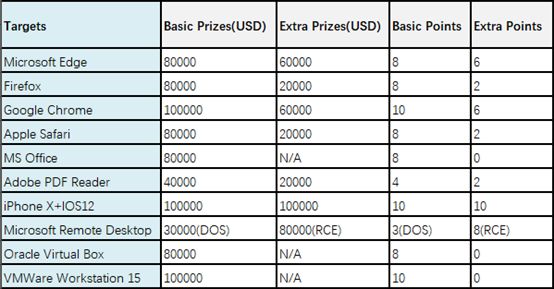 Targets Basic Prizes(USD) Extra Prizes(USD) Basic Points Extra Points
Microsoft Edge 80000 60000 8 6
Firefox 80000 20000 8 2
Google Chrome 100000 60000 10 6
Apple Safari 80000 20000 8 2
MS Office 80000 N/A 8 0
Adobe PDF Reader 40000 20000 4 2
iPhone X+IOS12 100000 100000 10 10
Microsoft Remote Desktop 30000(DOS) 80000(RCE) 3(DOS) 8(RCE)
Oradle Virtual Box 80000 N/A 8 0
VMWare Workstation 15 100000 N/A 10 0